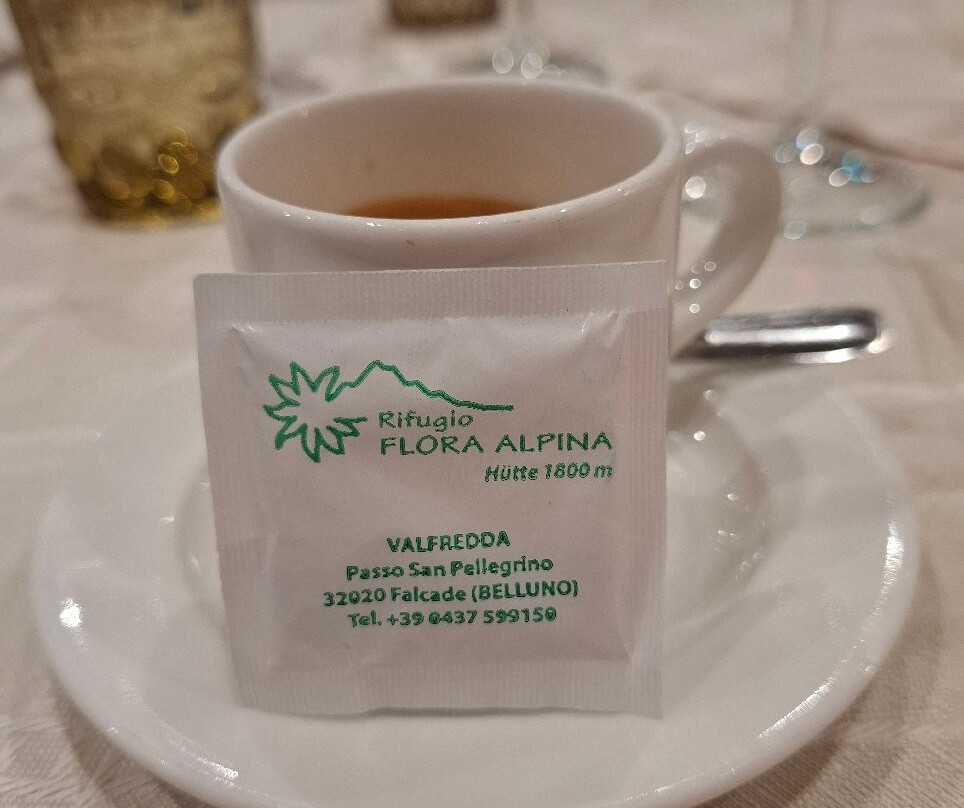 Rifugio
FLORA ALPINA
Hütte 1800 m
VALFREDDA
Passo San Pellegrino
32020 Falcade (BELLUNO)
Tel. +39 0437 599150